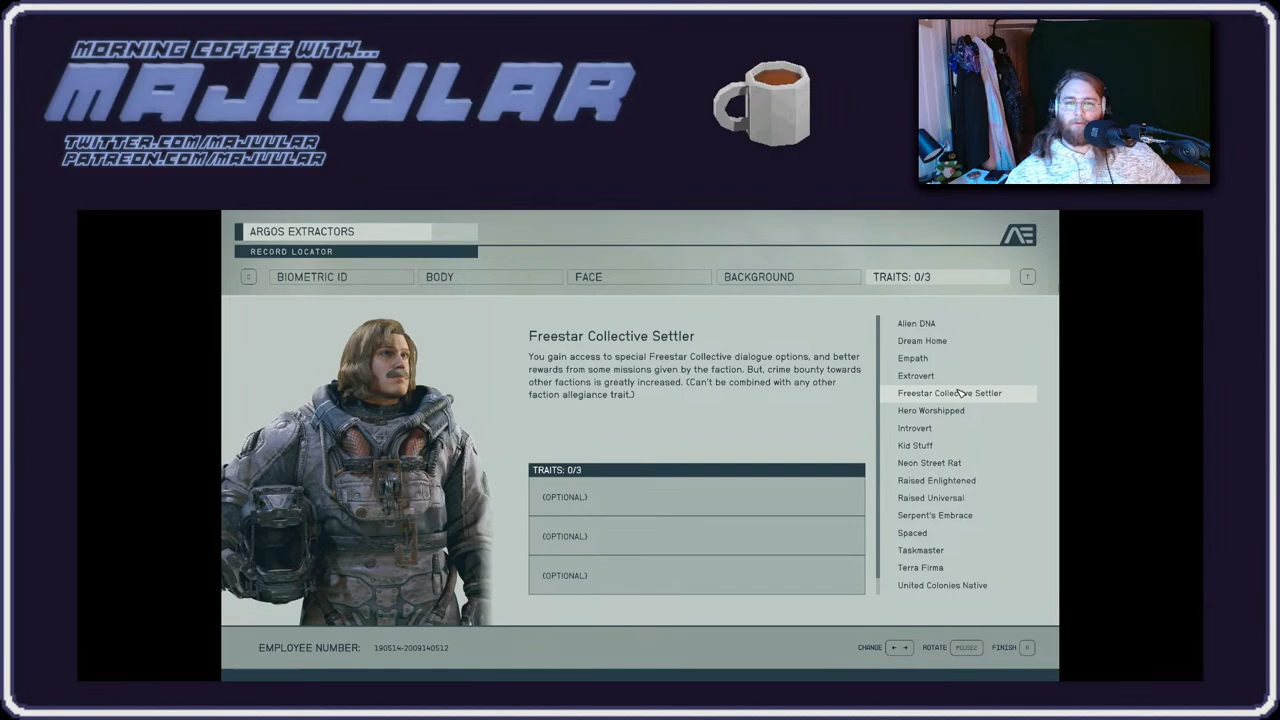 MORNING COFFEE WITH...
MAJUULAR
TWITTER.COM/MAJUULAR
PATREON.COM/MAJUULAR
ARGOS EXTRACTORS
RECORD LOCATOR
AE
BIOMETRIC ID
BODY
FACE
BACKGROUND
TRAITS: 0/3
Freestar Collective Settler
You gain access to special Freestar Collective dialogue options, and better
rewards from some missions given by the faction. But, crime bounty towards
other factions is greatly increased. (Can't be combined with any other
faction allegiance trait.)
TRAITS: 0/3
(OPTIONAL)
(OPTIONAL)
(OPTIONAL)
Alien DNA
Dream Home
Empath
Extrovert
Freestar Collective Settler
Hero Worshipped
Introvert
Kid Stuff
Neon Street Rat
Raised Enlightened
Raised Universal
Serpent's Embrace
Spaced
Taskmaster
Terra Firma
United Colonies Native
EMPLOYEE NUMBER: 190514-2009140512
CHANGE ← → ROTATE MOUSE2 FINISH